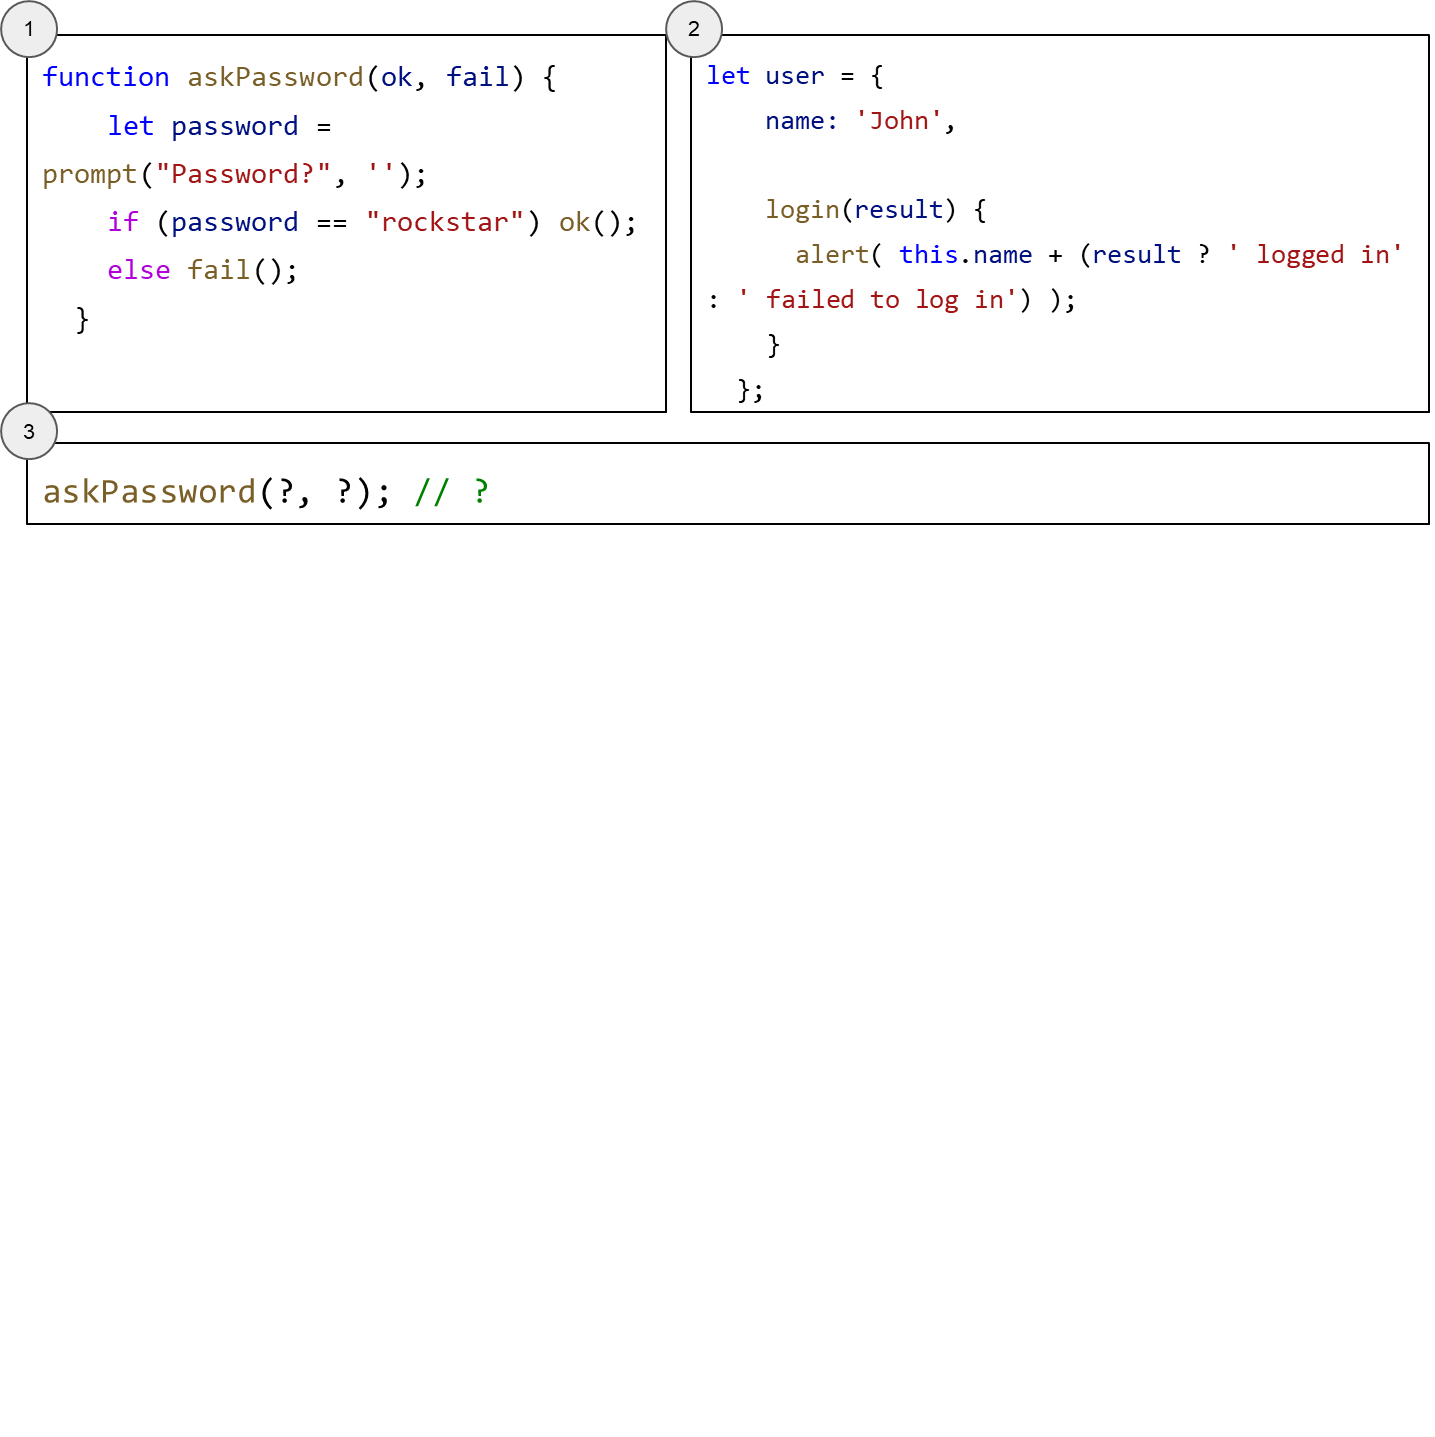 1
function askPassword(ok, fail) {
let password =
prompt("Password?", '');
if (password == "rockstar") ok();
else fail();
}
2
let user = {
name: 'John',
login(result) {
alert( this.name + (result ? ' logged in'
: ' failed to log in') );
}
};
3
askPassword(?, ?); // ?